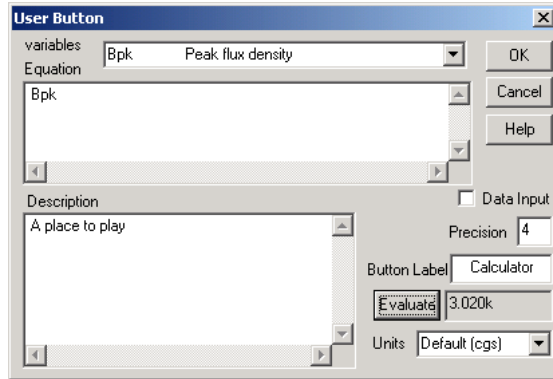 User Button
variables
Bpk Peak flux density
OK
Equation
Bpk
Cancel
Help
Description
Data Input
A place to play
Precision 4
Button Label Calculator
Evaluate 3.020k
Units Default (cgs)